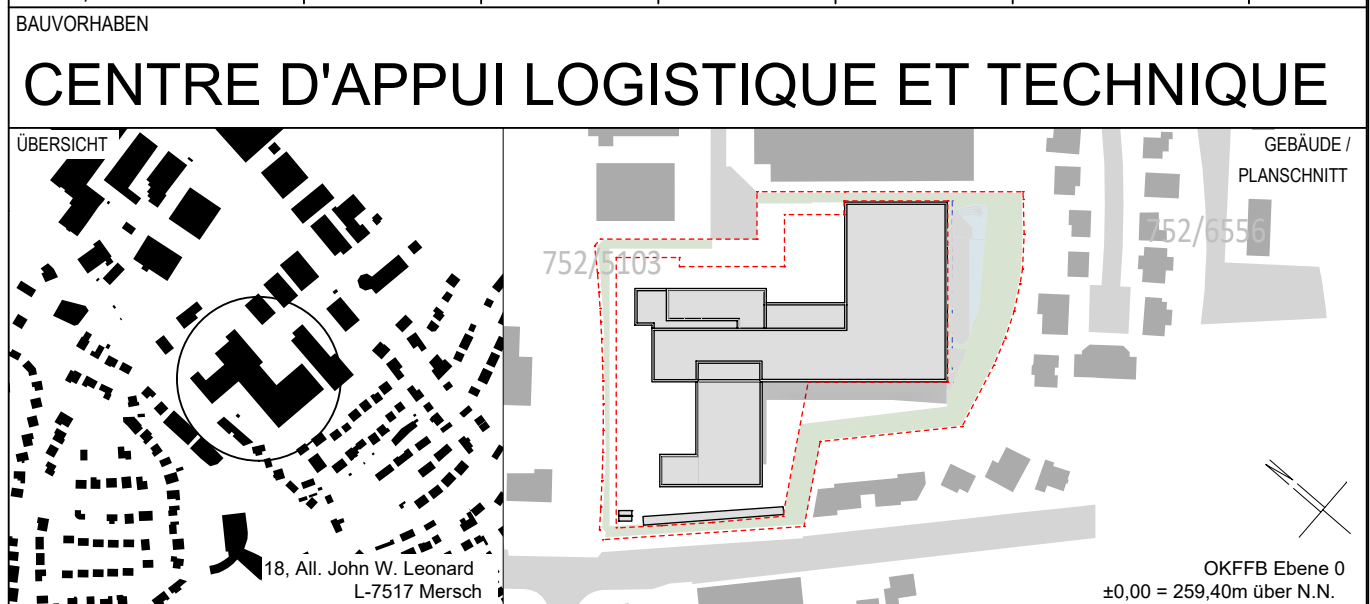 BAUVORHABEN
CENTRE D'APPUI LOGISTIQUE ET TECHNIQUE
ÜBERSICHT
18, All. John W. Leonard
L-7517 Mersch
GEBÄUDE /
PLANSCHNITT
752/5103
752/6556
OKFFB Ebene 0
±0,00 = 259,40m über N.N.